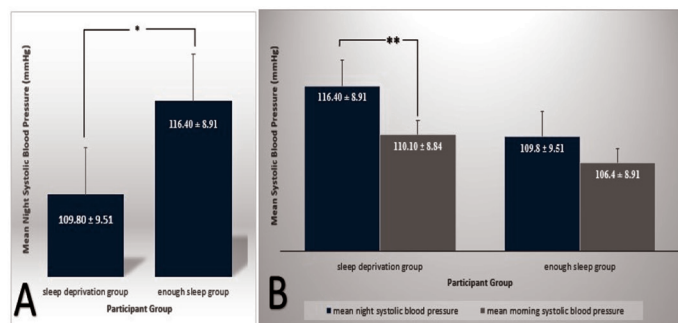 *
Mean Night Systolic Blood Pressure (mmHg)
116.40 ± 8.91
109.80 ± 9.51
sleep deprivation group
enough sleep group
Participant Group
A
**
Mean Systolic Blood Pressure (mmHg)
116.40 ± 8.91
110.10 ± 8.84
109.8 ± 9.51
106.4 ± 8.91
sleep deprivation group
enough sleep group
Participant Group
mean night systolic blood pressure
mean morning systolic blood pressure
B